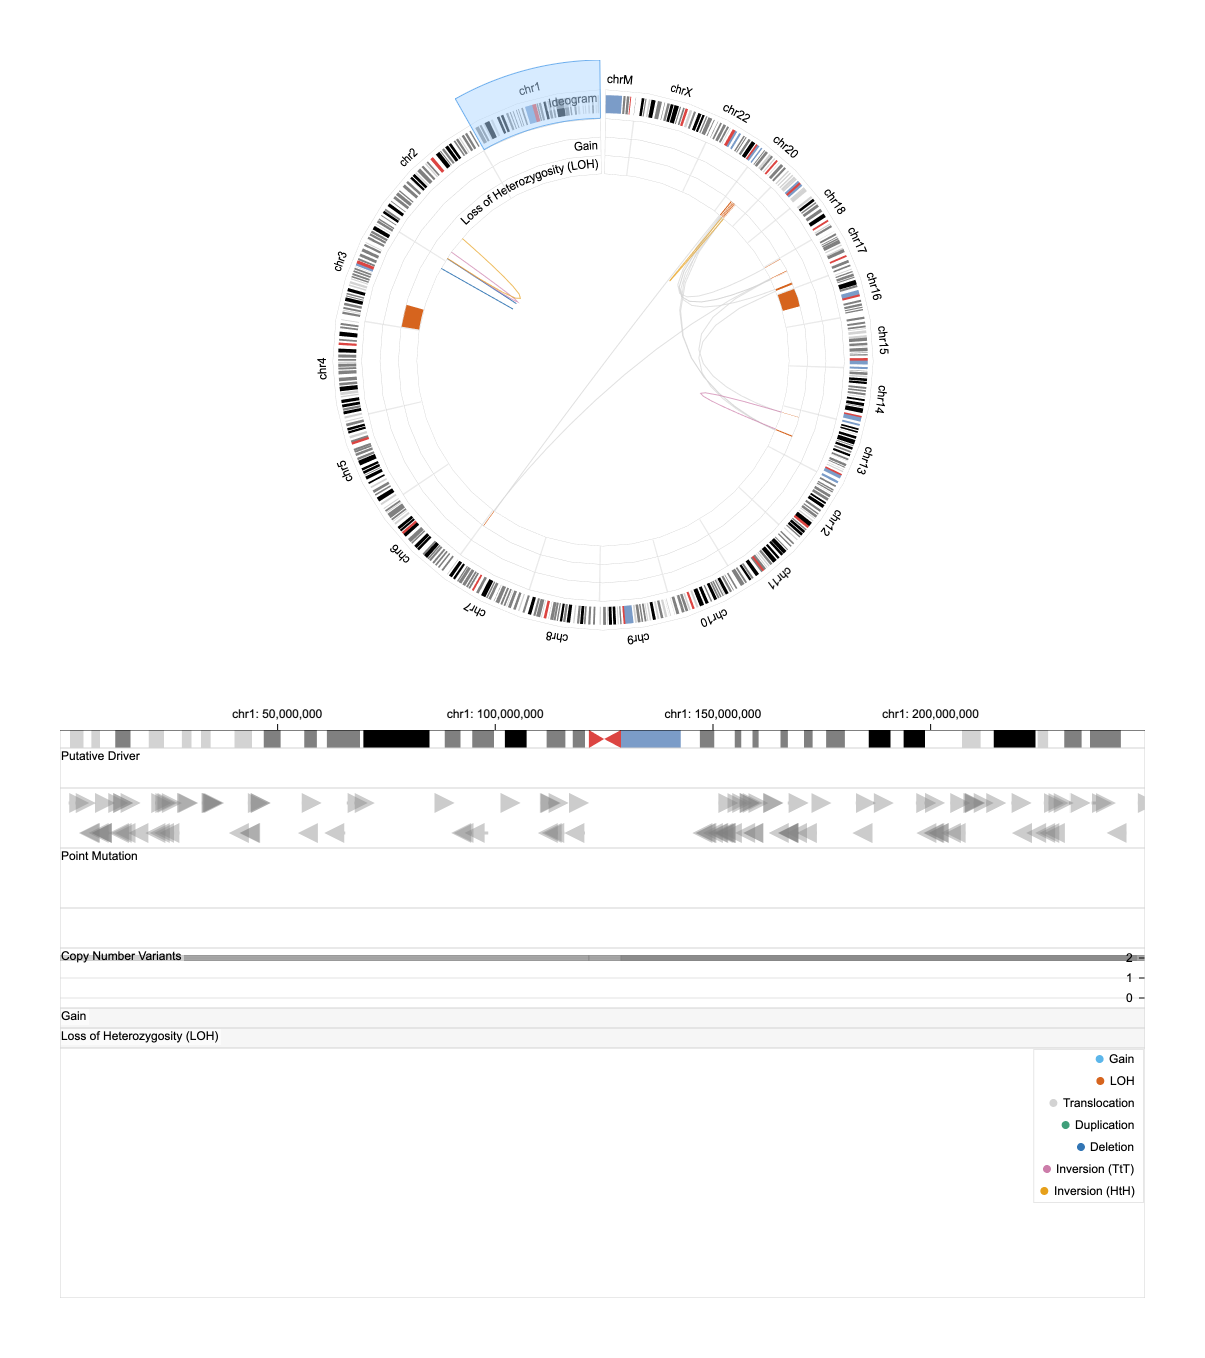 chr1
Ideogram
chrM
chrX
chr22
chr20
chr18
chr17
chr16
chr15
chr14
chr13
chr12
chr11
chr10
chr9
chr8
chr7
chr6
chr5
chr4
chr3
chr2
Gain
Loss of Heterozygosity (LOH)
chr1: 50,000,000
chr1: 100,000,000
chr1: 150,000,000
chr1: 200,000,000
Putative Driver
Point Mutation
Copy Number Variants
2
1
0
Gain
Loss of Heterozygosity (LOH)
Gain
LOH
Translocation
Duplication
Deletion
Inversion (TtT)
Inversion (HtH)